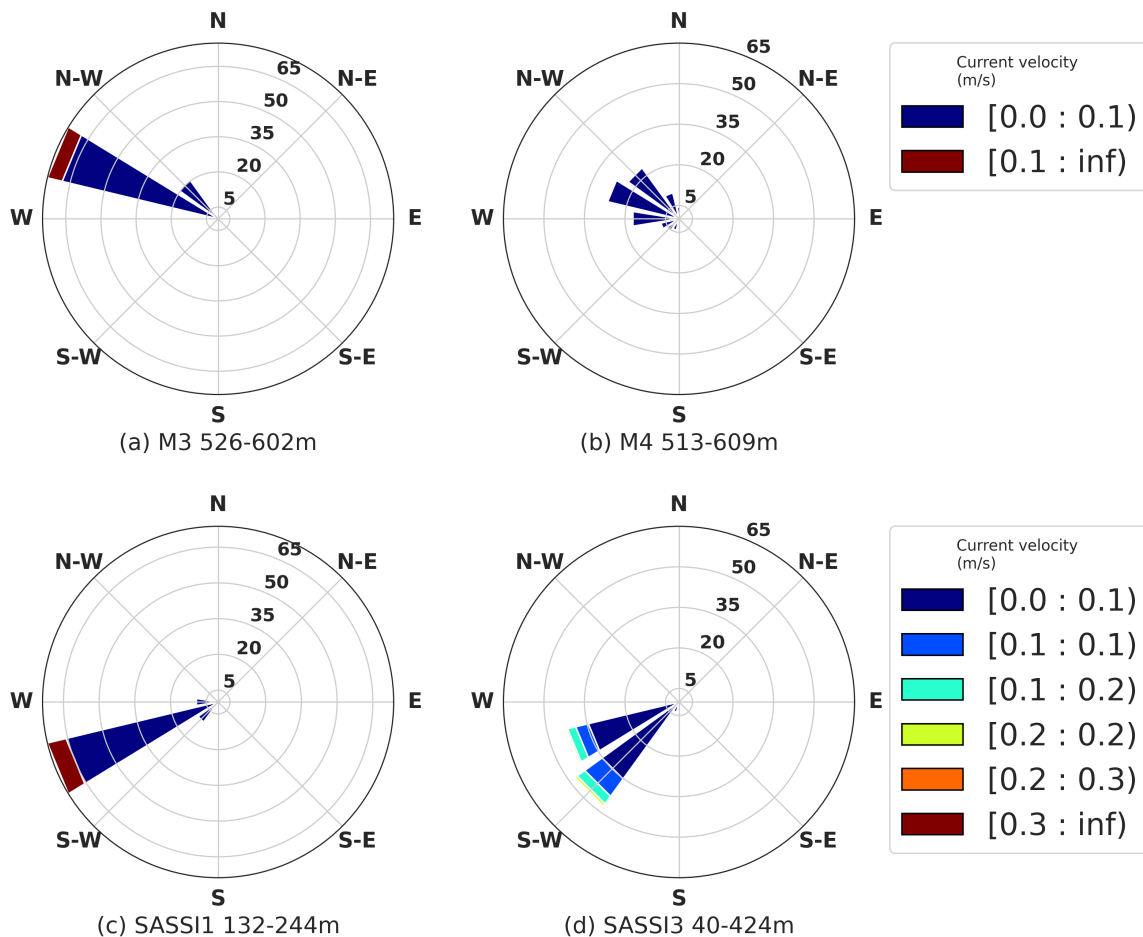 N
N-W
N-E
65
50
35
20
5
W
E
S-W
S-E
S
(a) M3 526-602m
N
N-W
N-E
65
50
35
20
5
W
E
S-W
S-E
S
(b) M4 513-609m
Current velocity
(m/s)
[0.0 : 0.1)
[0.1 : inf)
N
N-W
N-E
65
50
35
20
5
W
E
S-W
S-E
S
(c) SASSI1 132-244m
N
N-W
N-E
65
50
35
20
5
W
E
S-W
S-E
S
(d) SASSI3 40-424m
Current velocity
(m/s)
[0.0 : 0.1)
[0.1 : 0.1)
[0.1 : 0.2)
[0.2 : 0.2)
[0.2 : 0.3)
[0.3 : inf)